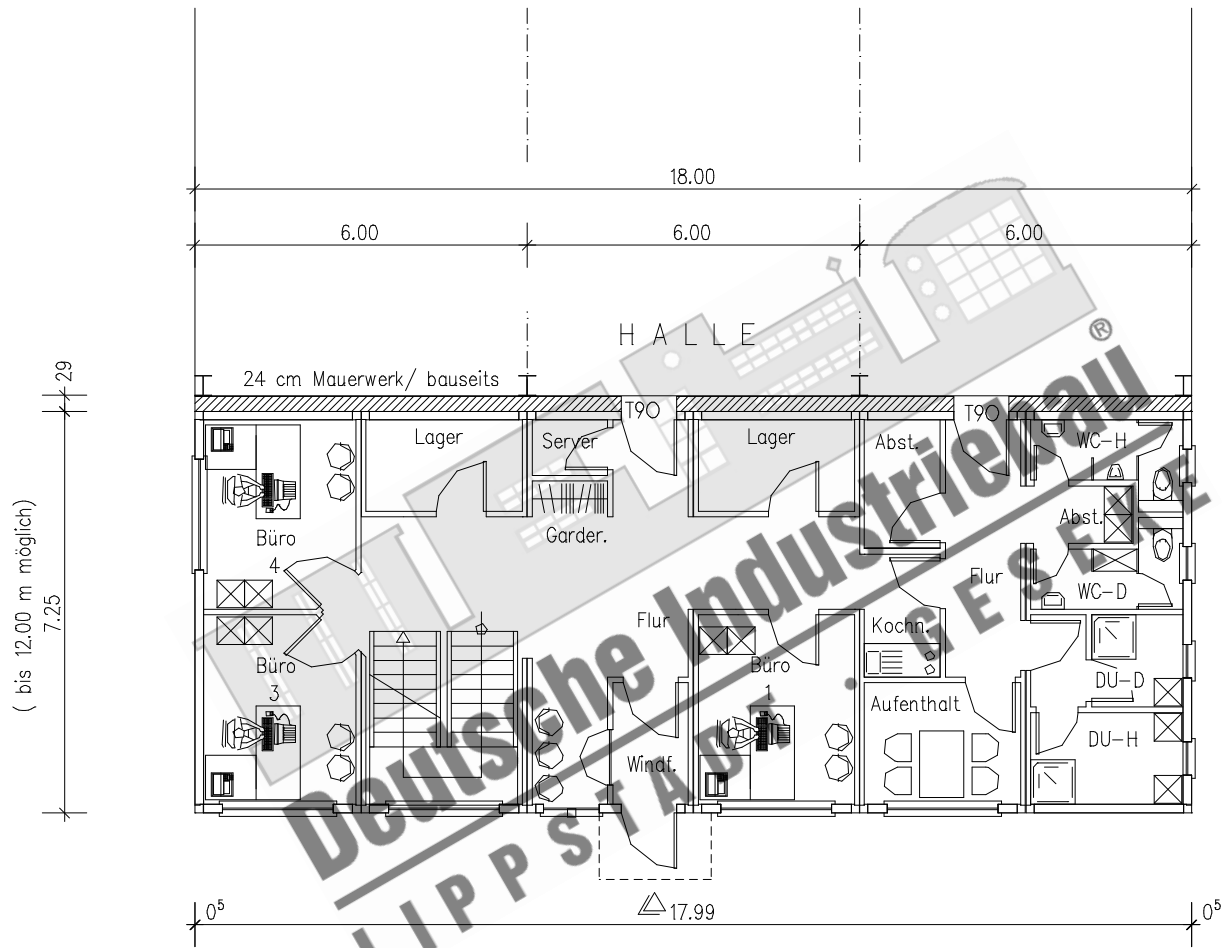 18.00
6.00 6.00 6.00
HALLE
®
29
24 cm Mauerwerk/ bauseits
T90 T90
Lager
Server
Lager
Abst.
WC-H
Büro
4
Garder.
Abst.
( bis 12.00 m möglich)
7.25
Flur
WC-D
Flur
Kochn.
Büro
3
Büro
1
DU-D
Aufenthalt
DU-H
Windf.
Deutsche Industriebau
LIPPSTADT · GESEKE
0⁵ 17.99 0⁵